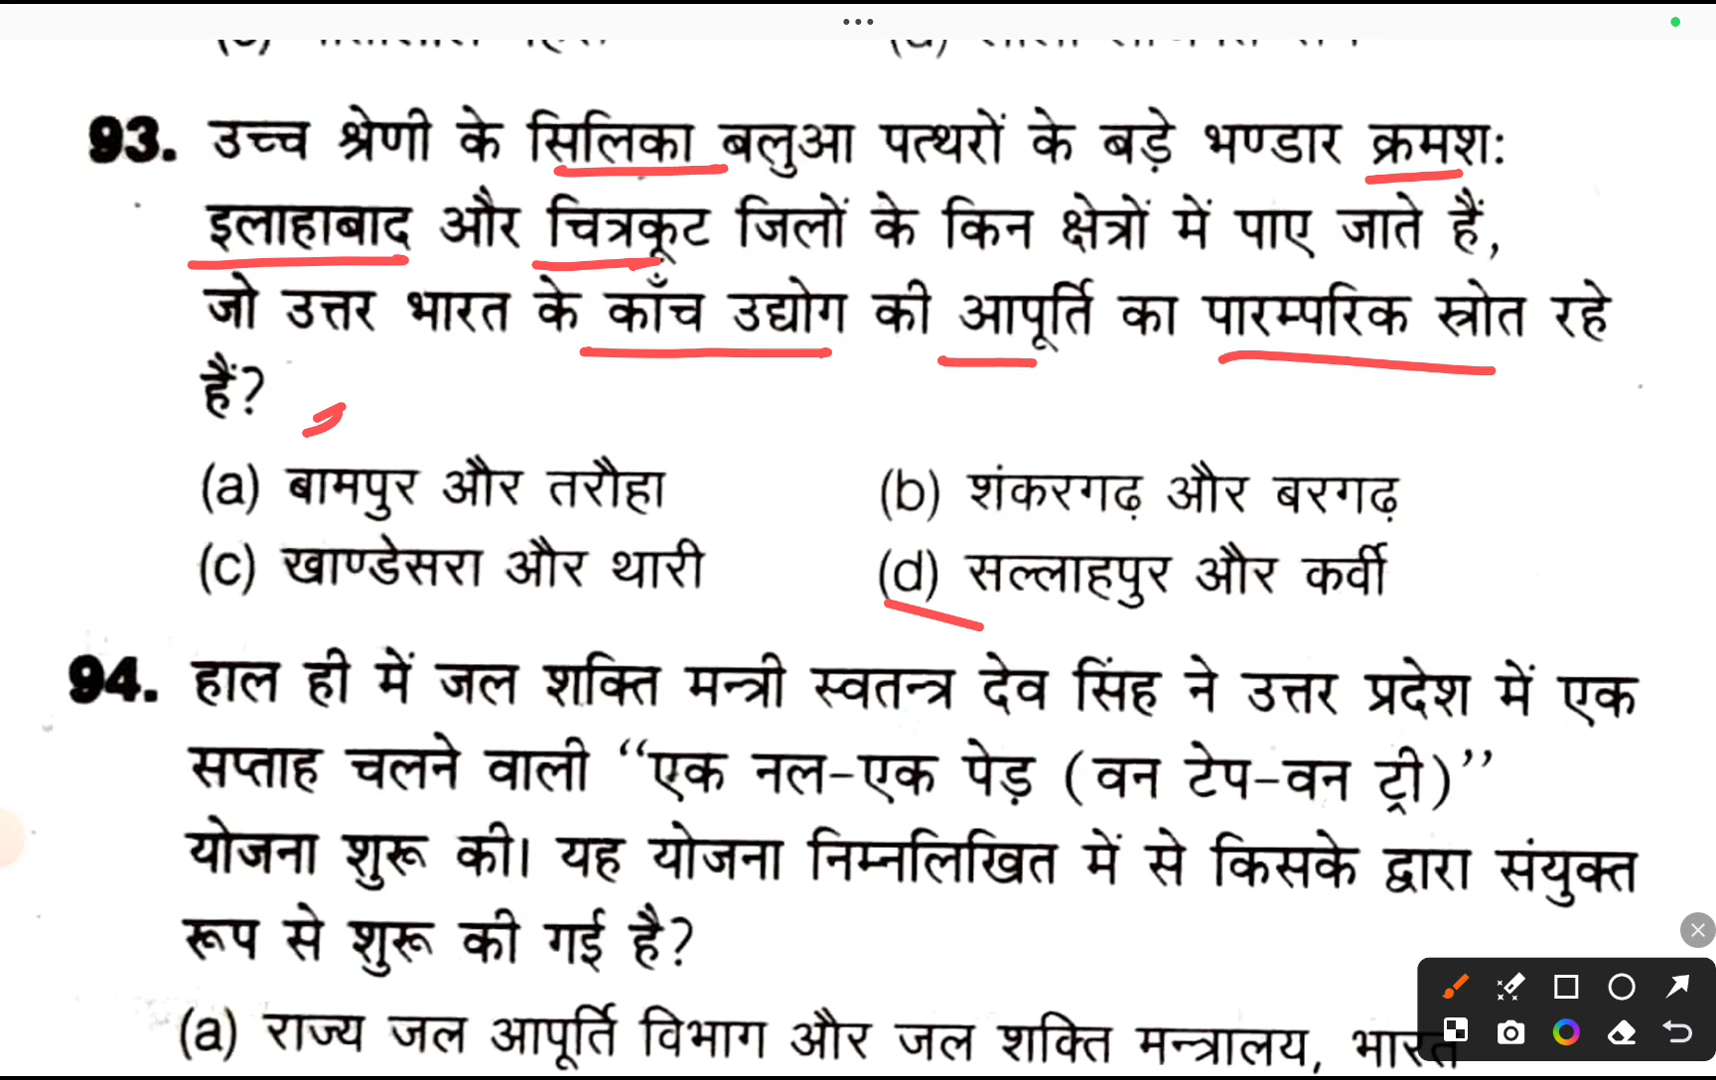 93. उच्च श्रेणी के सिलिका बलुआ पत्थरों के बड़े भण्डार क्रमश:
इलाहाबाद और चित्रकूट जिलों के किन क्षेत्रों में पाए जाते हैं,
जो उत्तर भारत के काँच उद्योग की आपूर्ति का पारम्परिक स्रोत रहे
हैं?
(a) बामपुर और तरौहा (b) शंकरगढ़ और बरगढ़
(c) खाण्डेसरा और थारी (d) सल्लाहपुर और कर्वी
94. हाल ही में जल शक्ति मन्त्री स्वतन्त्र देव सिंह ने उत्तर प्रदेश में एक
सप्ताह चलने वाली “एक नल-एक पेड़ (वन टेप-वन ट्री)”
योजना शुरू की। यह योजना निम्नलिखित में से किसके द्वारा संयुक्त
रूप से शुरू की गई है?
(a) राज्य जल आपूर्ति विभाग और जल शक्ति मन्त्रालय, भारत